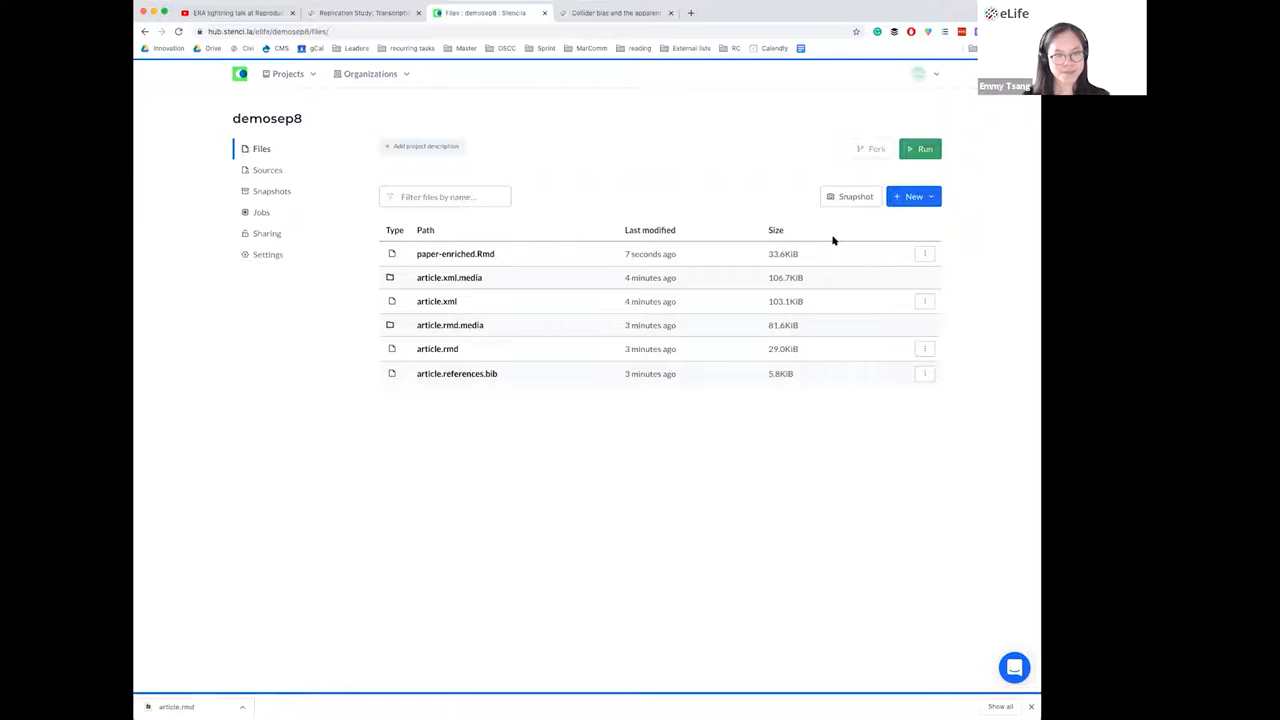 ERA lightning talk at Reprodu
Replication Study: Transcripti
Files : demosep8 : Stencila
Collider bias and the apparen
hub.stenci.la/elife/demosep8/files/
Innovation
Drive
Civi
CMS
gCal
Leaders
recurring tasks
Master
OSCC
Sprint
MarComm
reading
External lists
RC
Calendly
eLife
Emmy Tsang
Projects
Organizations
demosep8
Files
Sources
Snapshots
Jobs
Sharing
Settings
+ Add project description
Fork
Run
Filter files by name...
Snapshot
+ New
Type Path Last modified Size
paper-enriched.Rmd 7 seconds ago 33.6KiB
article.xml.media 4 minutes ago 106.7KiB
article.xml 4 minutes ago 103.1KiB
article.rmd.media 3 minutes ago 81.6KiB
article.rmd 3 minutes ago 29.0KiB
article.references.bib 3 minutes ago 5.8KiB
article.rmd
Show all